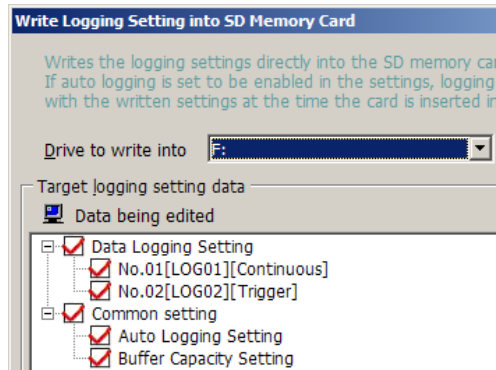 Write Logging Setting into SD Memory Card
Writes the logging settings directly into the SD memory
If auto logging is set to be enabled in the settings, logging
with the written settings at the time the card is inserted
Drive to write into F:
Target logging setting data
Data being edited
Data Logging Setting
No.01[LOG01][Continuous]
No.02[LOG02][Trigger]
Common setting
Auto Logging Setting
Buffer Capacity Setting